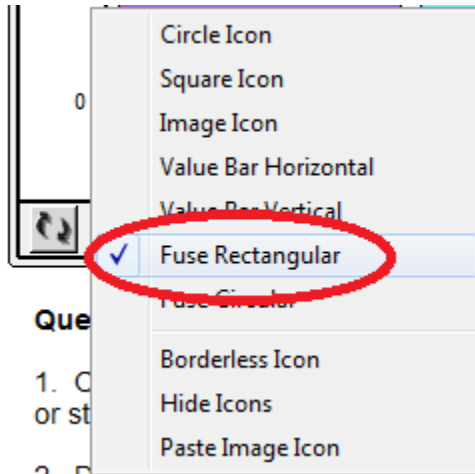 Circle Icon
Square Icon
Image Icon
0
Value Bar Horizontal
Value Bar Vertical
✓ Fuse Rectangular
Fuse Circular
Que
Borderless Icon
1. C
Hide Icons
or st
Paste Image Icon